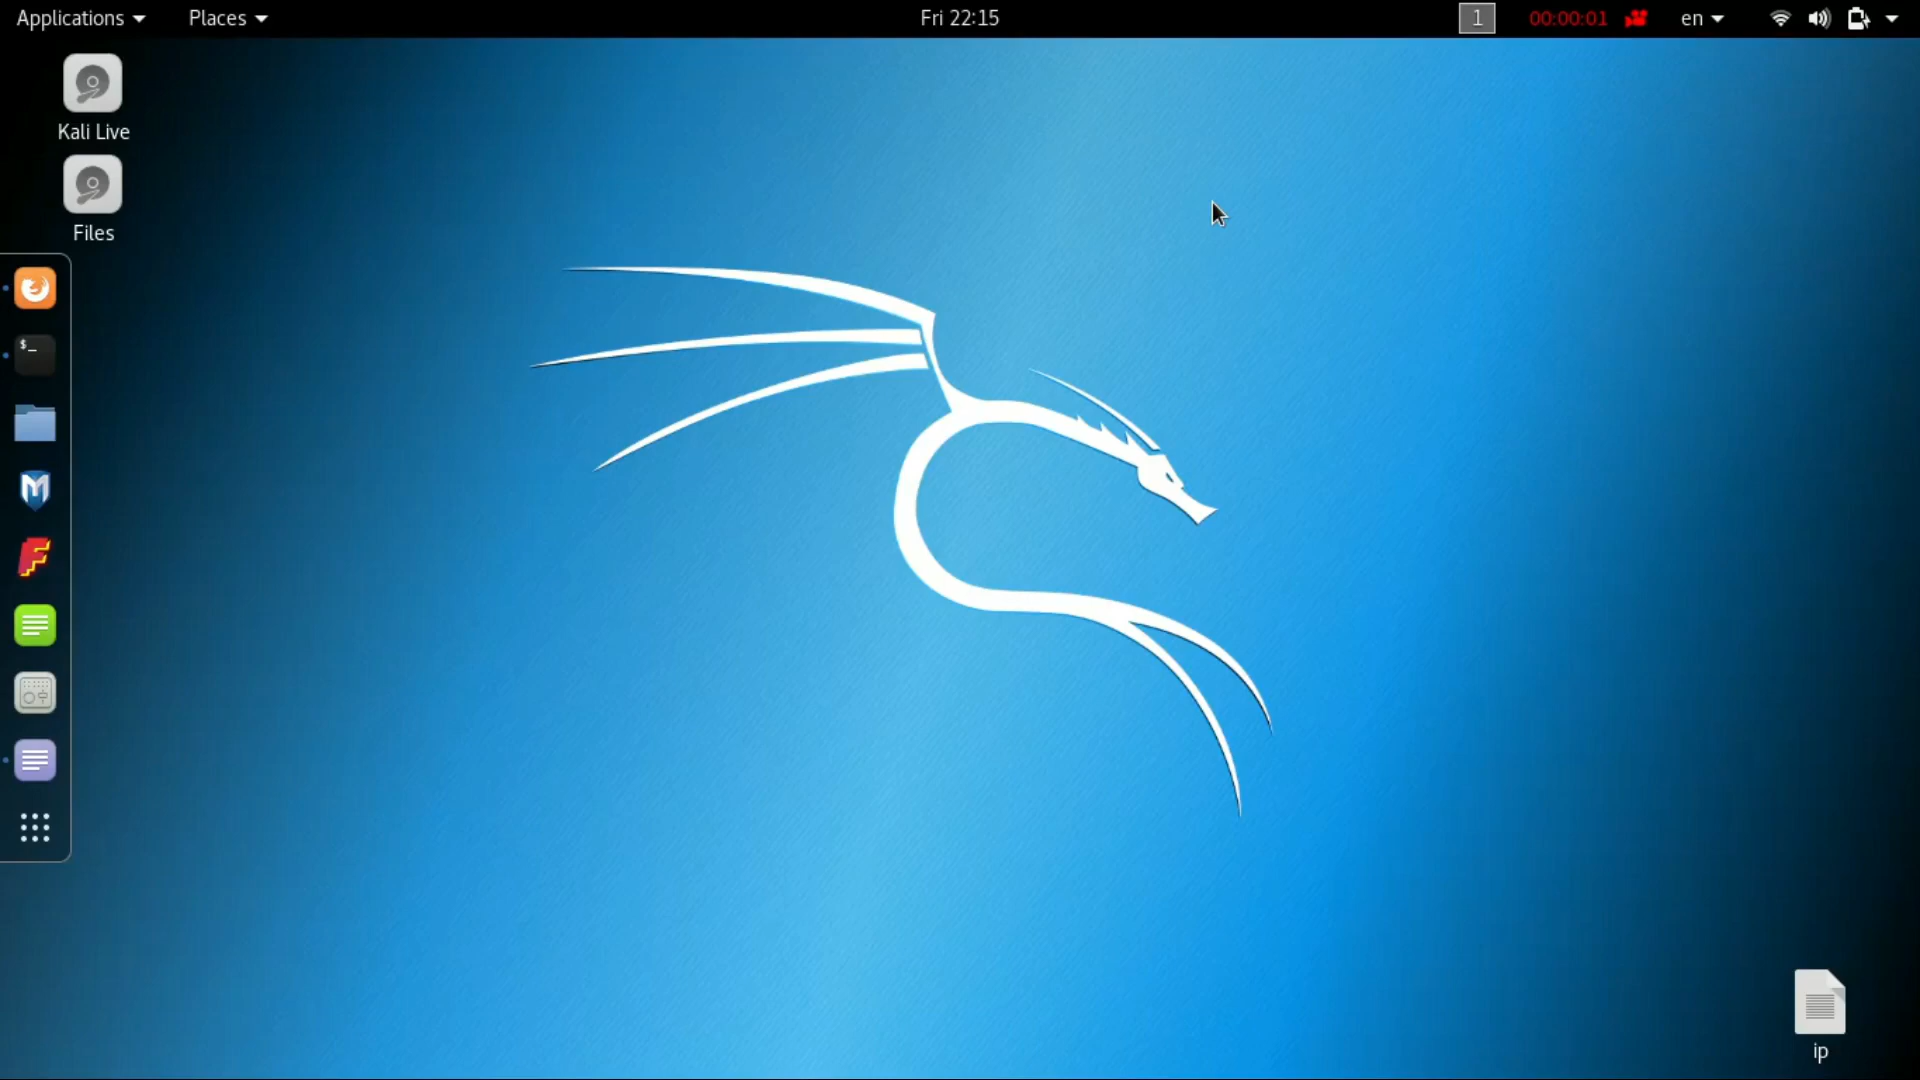 Applications Places Fri 22:15 1 00:00:01 en
Kali Live
Files
$_
ip